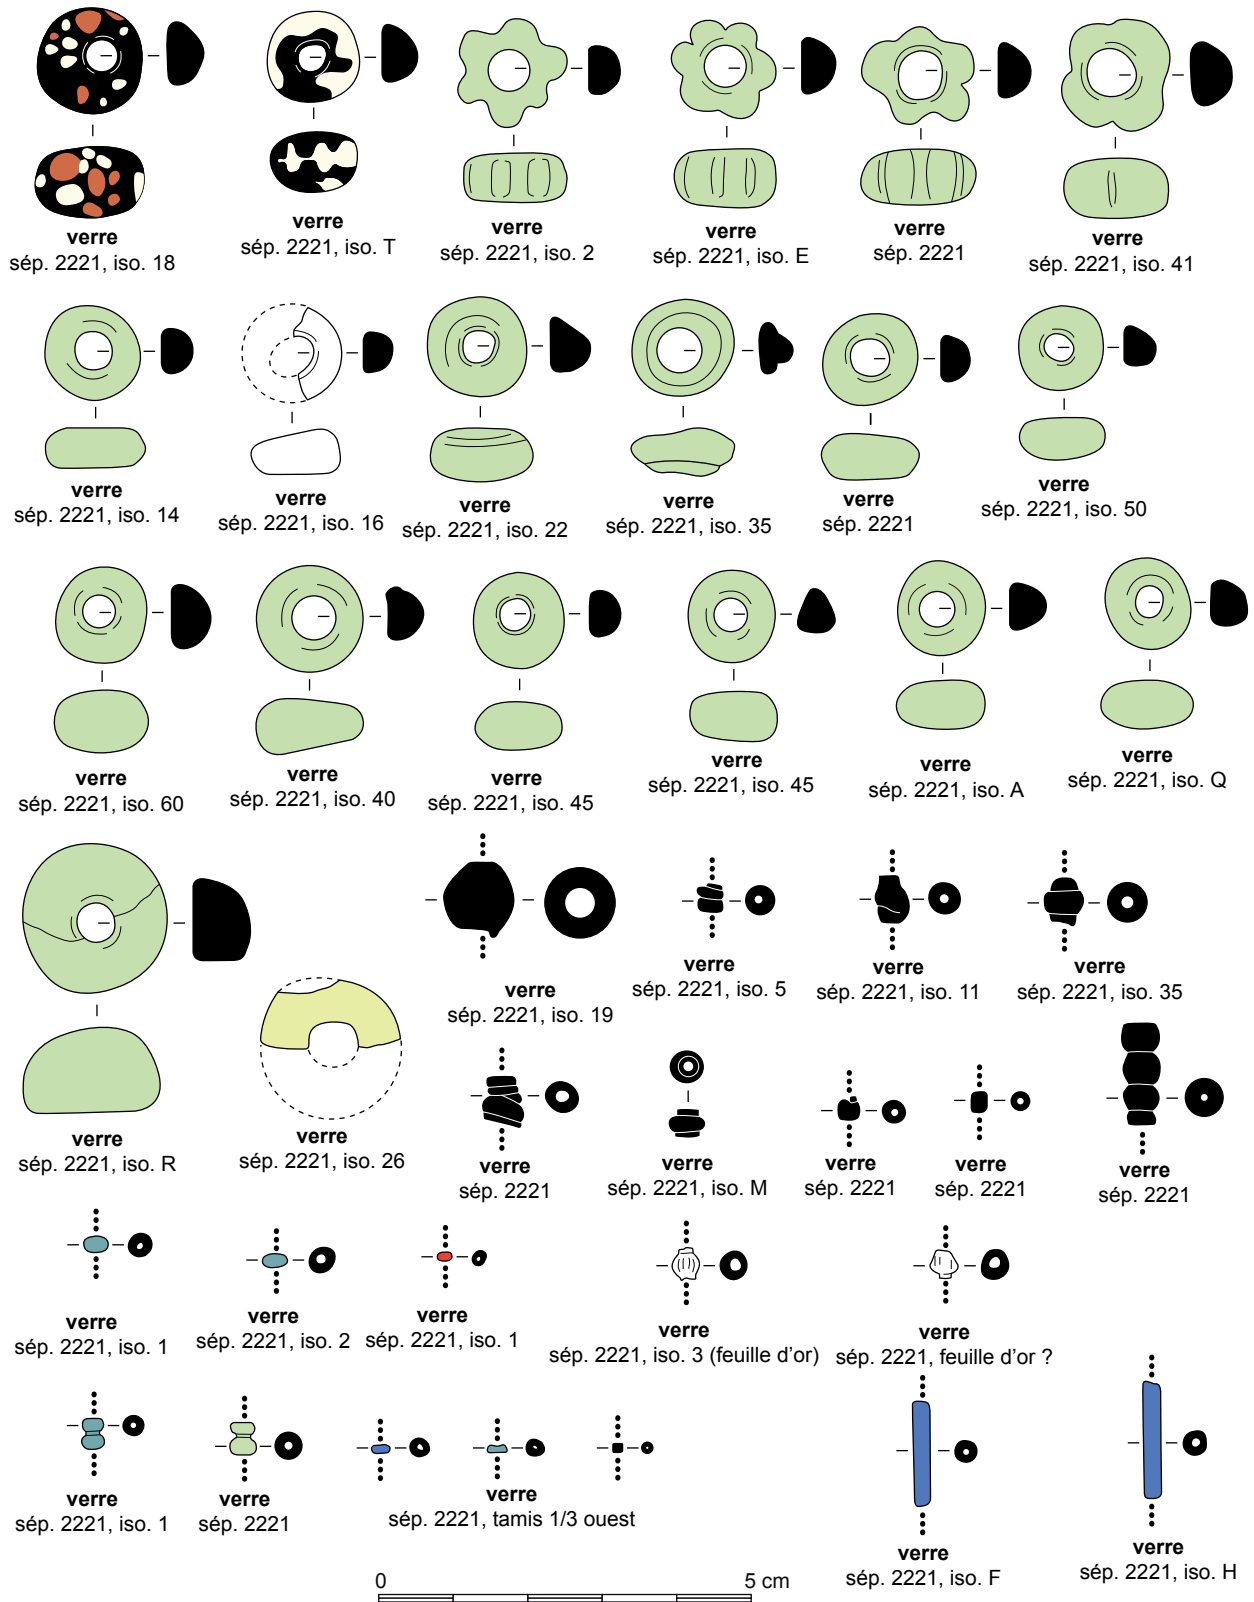 verre
sép. 2221, iso. 18
verre
sép. 2221, iso. T
verre
sép. 2221, iso. 2
verre
sép. 2221, iso. E
verre
sép. 2221
verre
sép. 2221, iso. 41
verre
sép. 2221, iso. 14
verre
sép. 2221, iso. 16
verre
sép. 2221, iso. 22
verre
sép. 2221, iso. 35
verre
sép. 2221
verre
sép. 2221, iso. 50
verre
sép. 2221, iso. 60
verre
sép. 2221, iso. 40
verre
sép. 2221, iso. 45
verre
sép. 2221, iso. 45
verre
sép. 2221, iso. A
verre
sép. 2221, iso. Q
verre
sép. 2221, iso. R
verre
sép. 2221, iso. 26
verre
sép. 2221, iso. 19
verre
sép. 2221, iso. 5
verre
sép. 2221, iso. 11
verre
sép. 2221, iso. 35
verre
sép. 2221
verre
sép. 2221, iso. M
verre
sép. 2221
verre
sép. 2221
verre
sép. 2221
verre
sép. 2221, iso. 1
verre
sép. 2221, iso. 2
verre
sép. 2221, iso. 1
verre
sép. 2221, iso. 3 (feuille d'or)
verre
sép. 2221, feuille d'or ?
verre
sép. 2221, iso. 1
verre
sép. 2221
verre
sép. 2221, tamis 1/3 ouest
verre
sép. 2221, iso. F
verre
sép. 2221, iso. H
0 5 cm